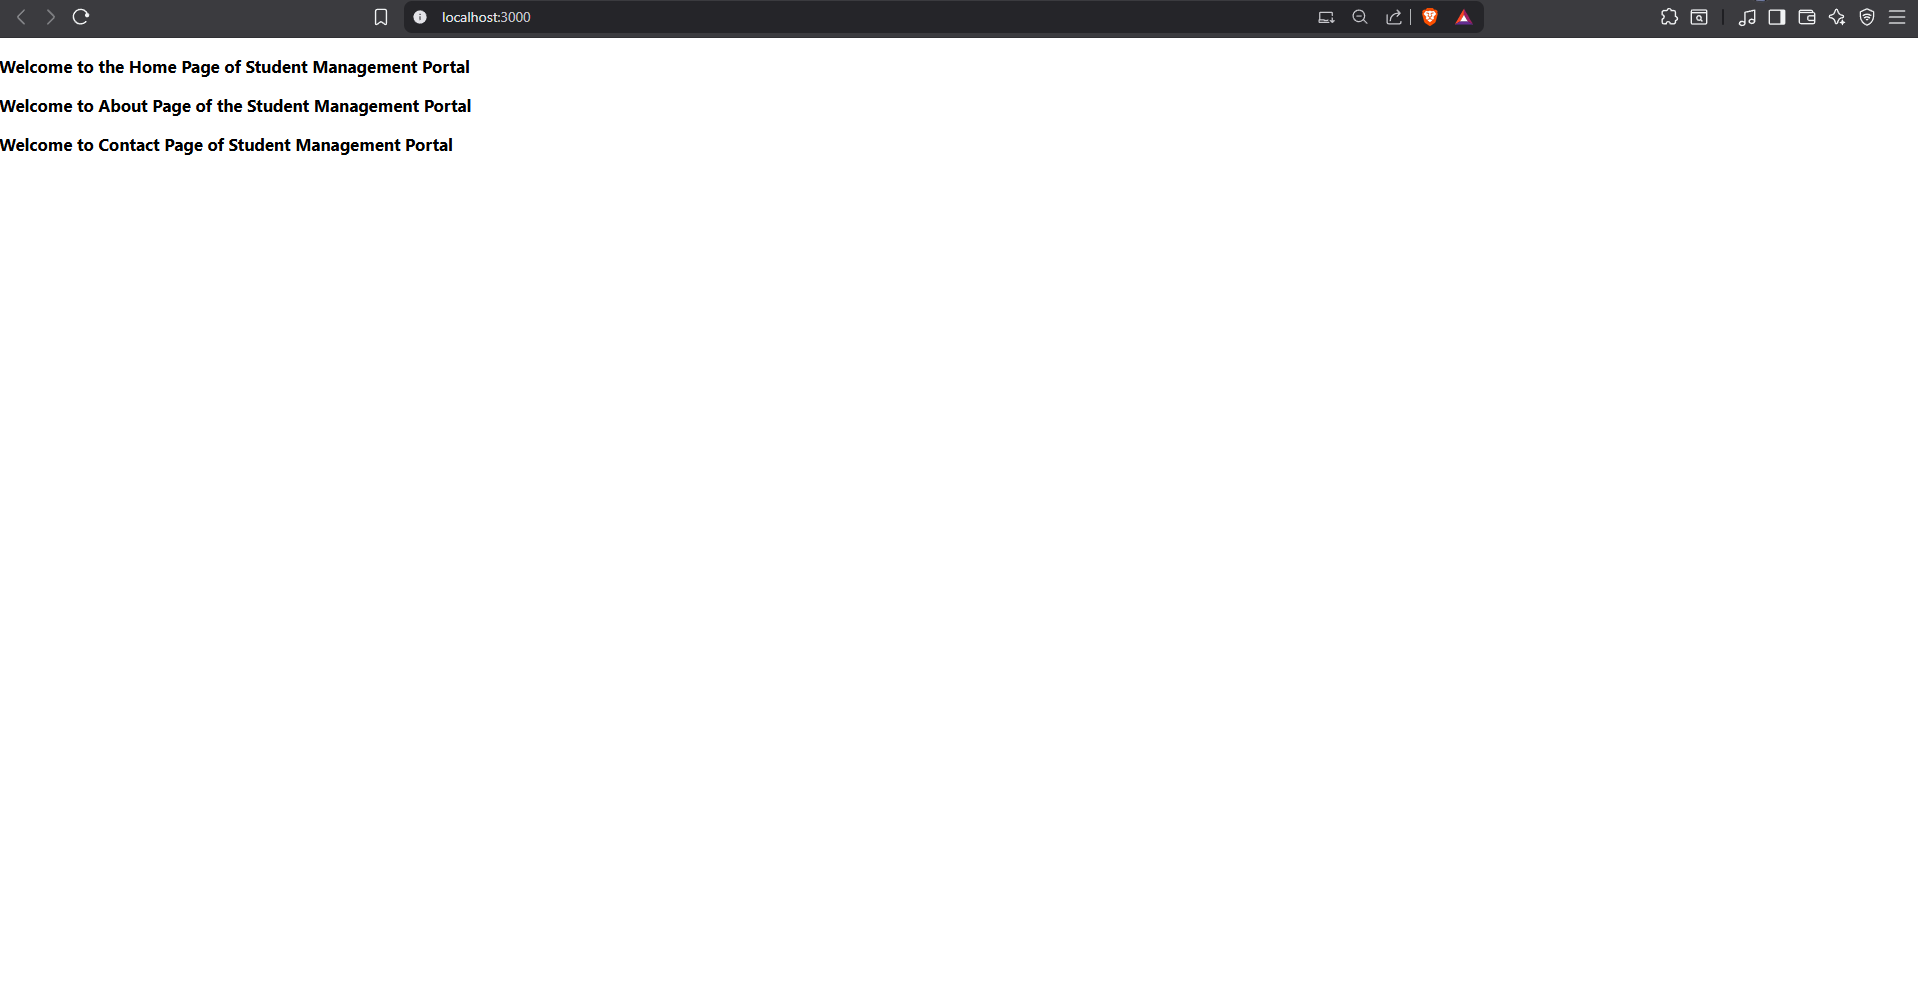 localhost:3000
Welcome to the Home Page of Student Management Portal
Welcome to About Page of the Student Management Portal
Welcome to Contact Page of Student Management Portal